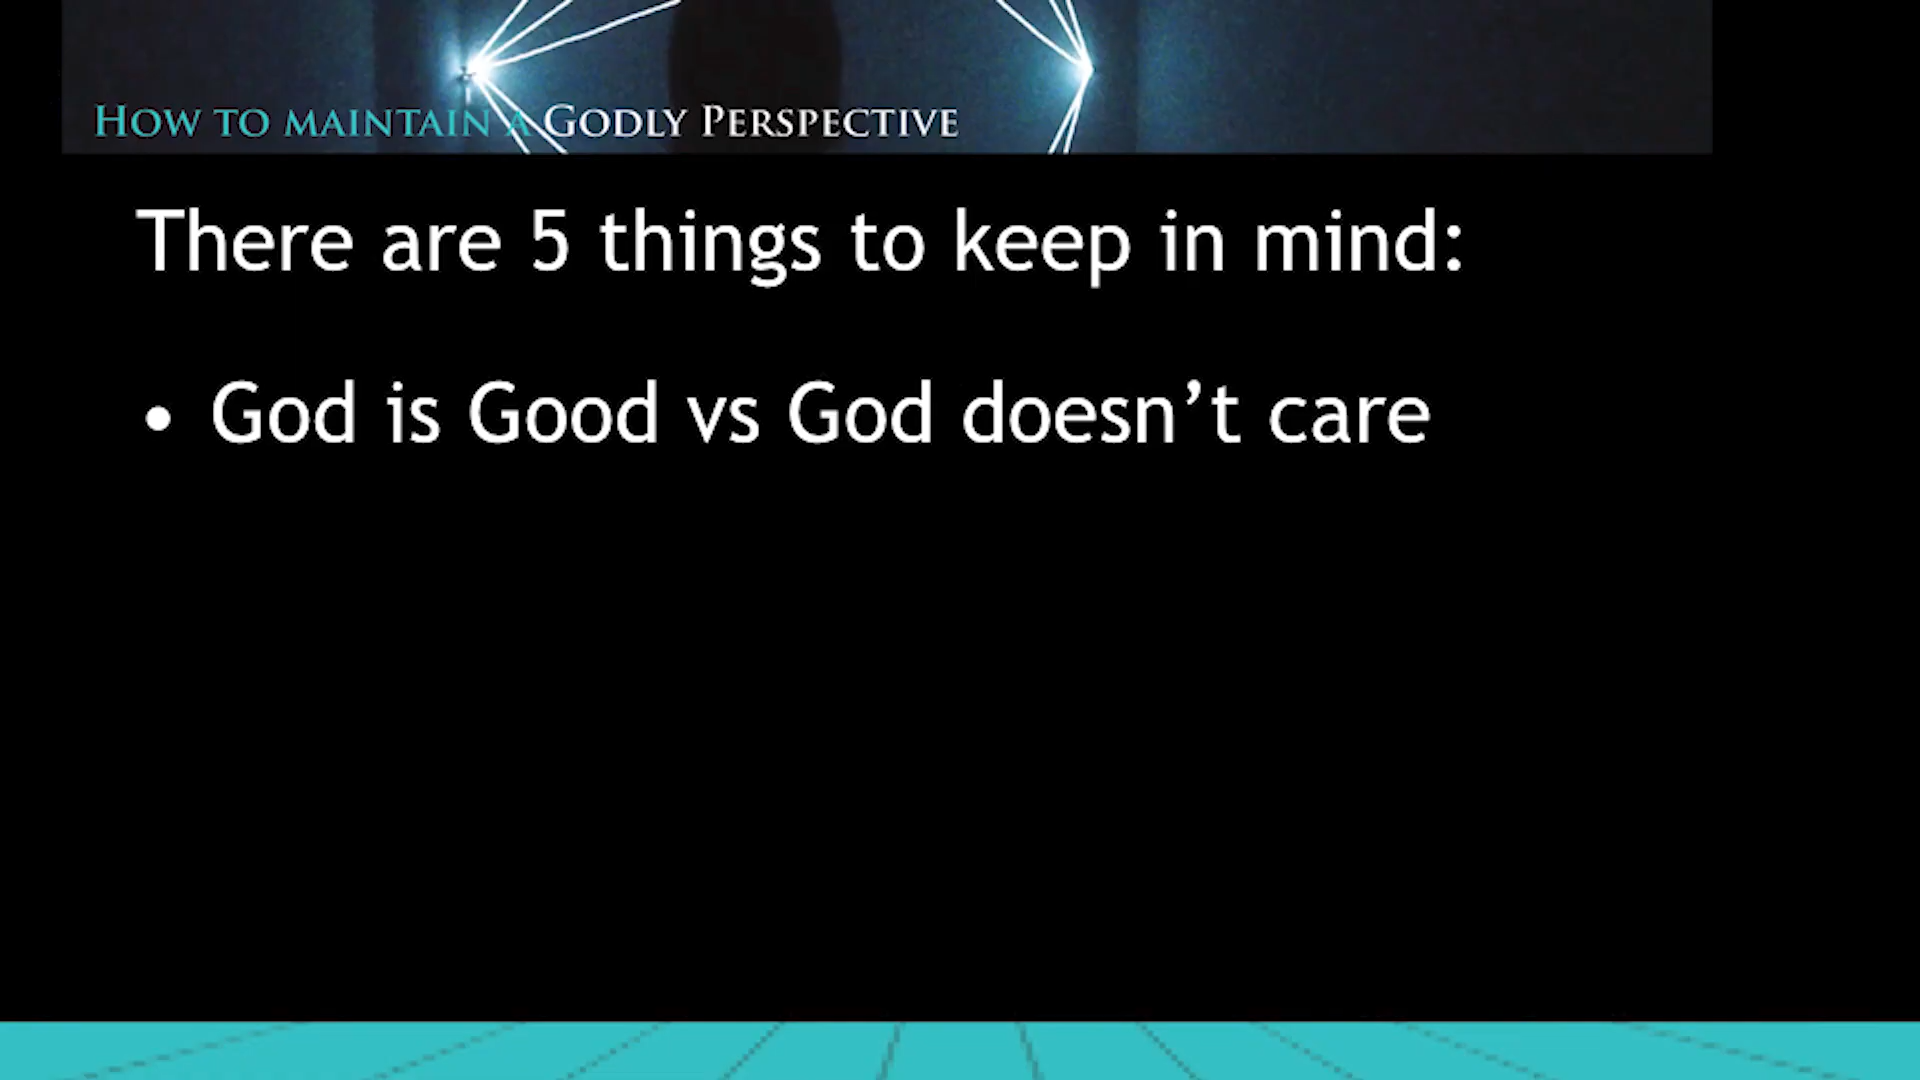 How to maintain a Godly Perspective
There are 5 things to keep in mind:
• God is Good vs God doesn’t care